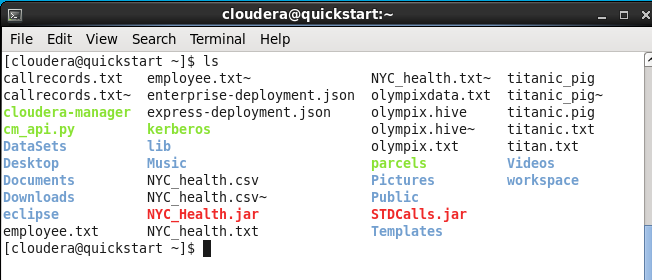 cloudera@quickstart:~
File Edit View Search Terminal Help
[cloudera@quickstart ~]$ ls
callrecords.txt employee.txt~ NYC_health.txt~ titanic_pig
callrecords.txt~ enterprise-deployment.json olympixdata.txt titanic_pig~
cloudera-manager express-deployment.json olympix.hive titanic.pig
cm_api.py kerberos olympix.hive~ titanic.txt
DataSets lib olympix.txt titan.txt
Desktop Music parcels Videos
Documents NYC_health.csv Pictures workspace
Downloads NYC_health.csv~ Public
eclipse NYC_Health.jar STDCalls.jar
employee.txt NYC_health.txt Templates
[cloudera@quickstart ~]$